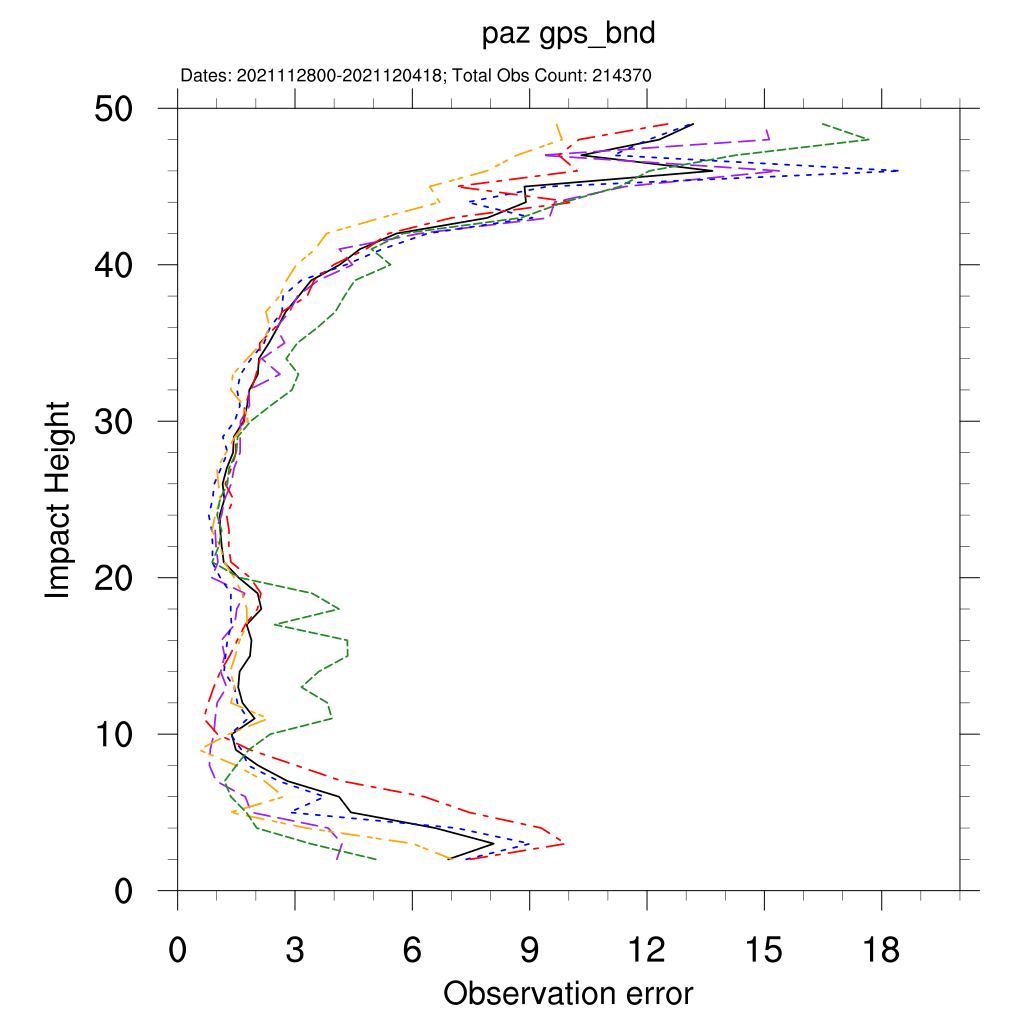 paz gps_bnd
Dates: 2021112800-2021120418; Total Obs Count: 214370
50
40
30
20
10
0
Impact Height
0 3 6 9 12 15 18
Observation error